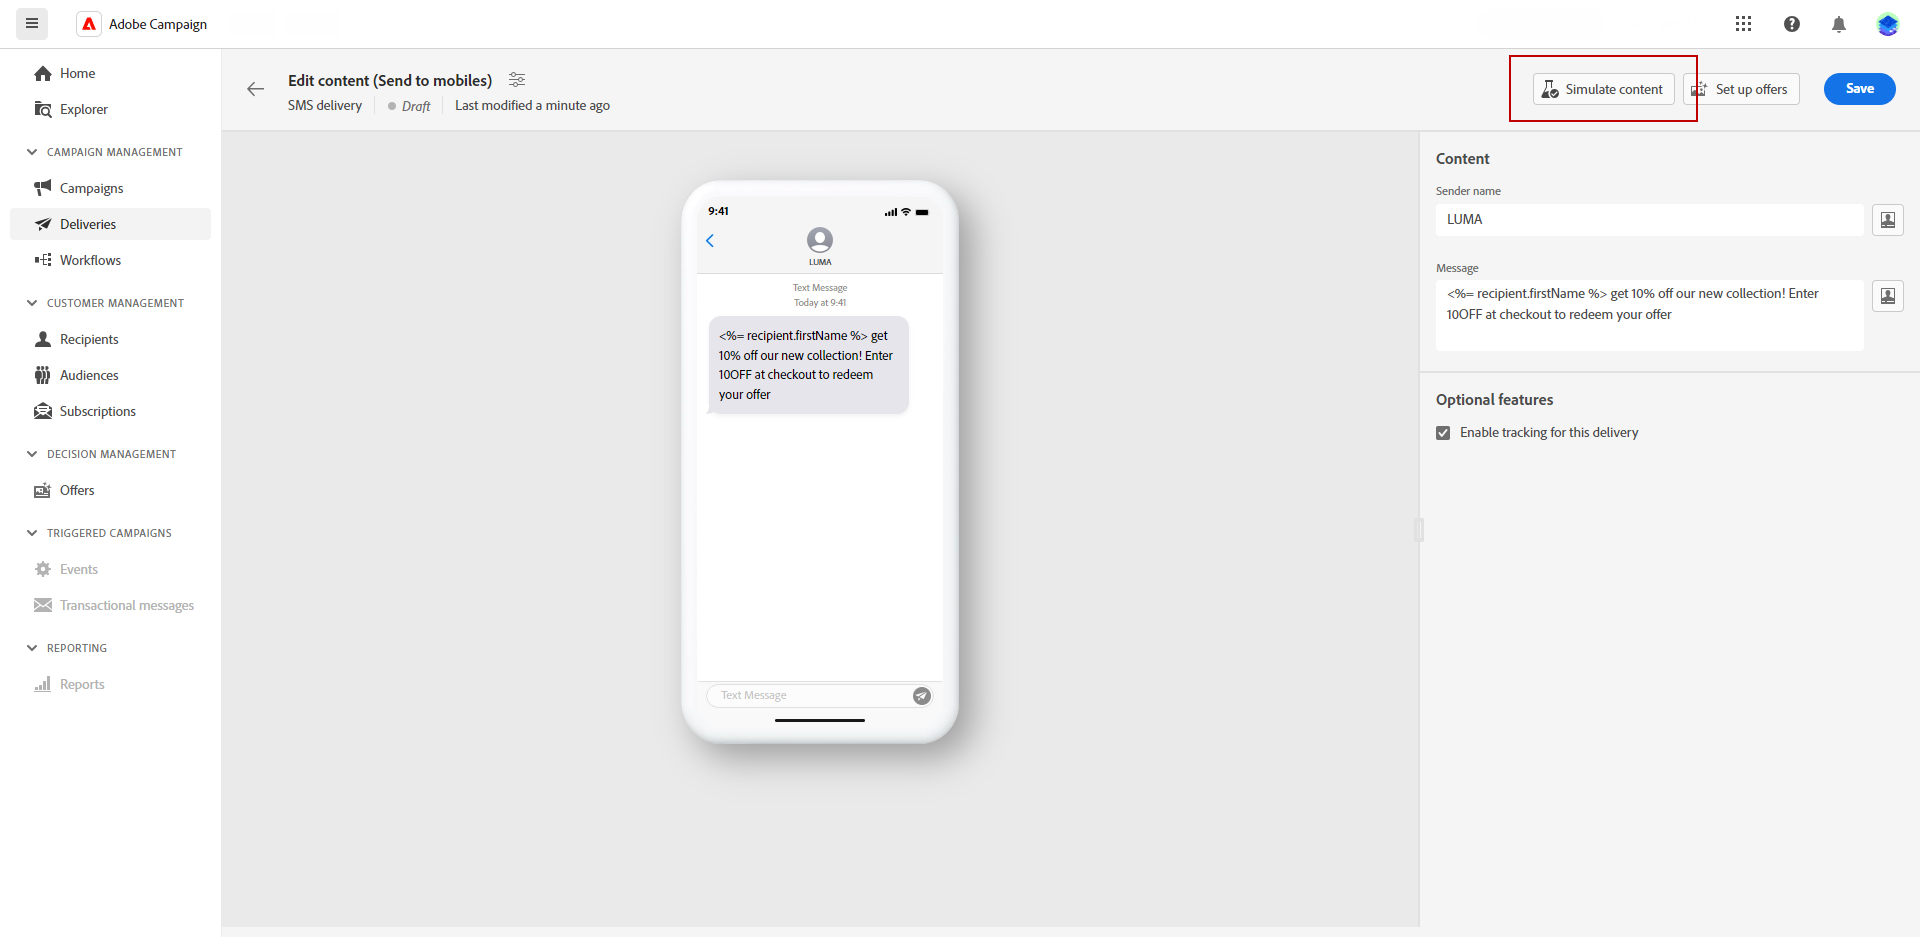 Adobe Campaign
Home
Explorer
CAMPAIGN MANAGEMENT
Campaigns
Deliveries
Workflows
CUSTOMER MANAGEMENT
Recipients
Audiences
Subscriptions
DECISION MANAGEMENT
Offers
TRIGGERED CAMPAIGNS
Events
Transactional messages
REPORTING
Reports
Edit content (Send to mobiles)
SMS delivery
Draft
Last modified a minute ago
Simulate content
Set up offers
Save
9:41
LUMA
Text Message
Today at 9:41
<%= recipient.firstName %> get
10% off our new collection! Enter
10OFF at checkout to redeem
your offer
Text Message
Content
Sender name
LUMA
Message
<%= recipient.firstName %> get 10% off our new collection! Enter
10OFF at checkout to redeem your offer
Optional features
Enable tracking for this delivery